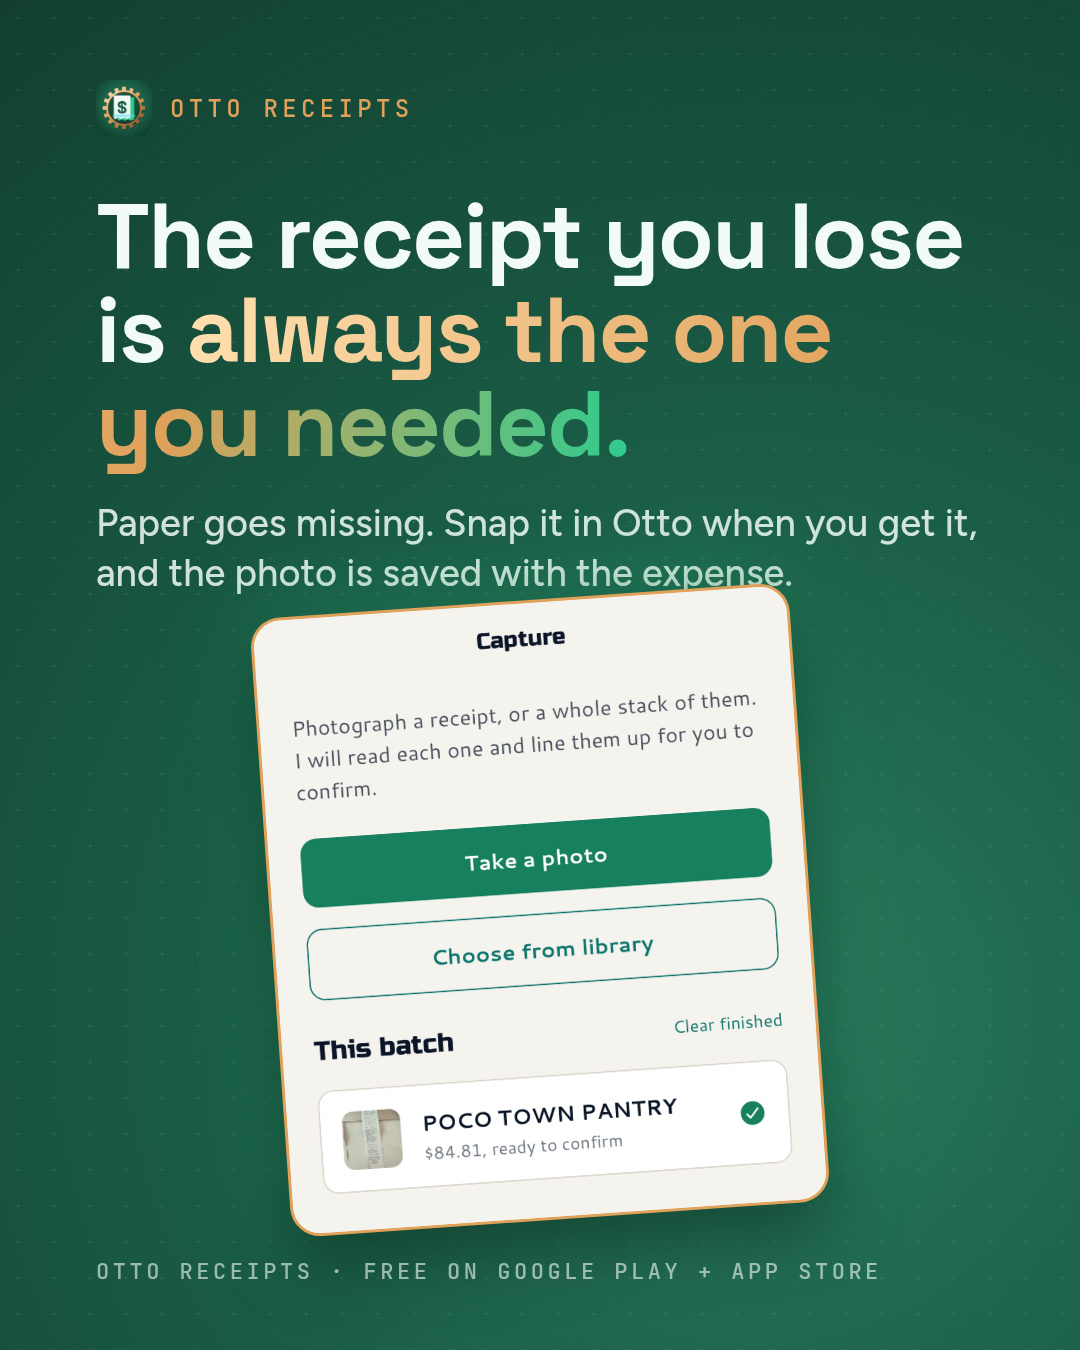 $
OTTO RECEIPTS
The receipt you lose
is always the one
you needed.
Paper goes missing. Snap it in Otto when you get it,
and the photo is saved with the expense.
Capture
Photograph a receipt, or a whole stack of them.
I will read each one and line them up for you to
confirm.
Take a photo
Choose from library
This batch
Clear finished
POCO TOWN PANTRY
$84.81, ready to confirm
OTTO RECEIPTS · FREE ON GOOGLE PLAY + APP STORE